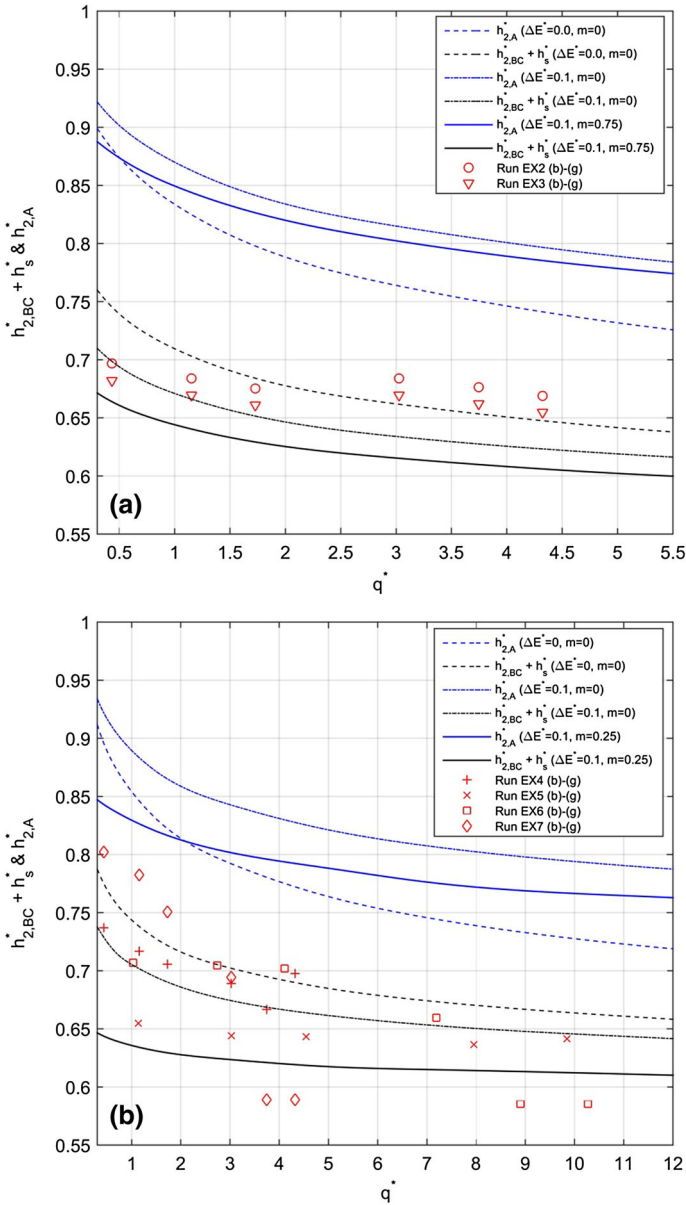 1
0.95
0.9
0.85
0.8
0.75
0.7
0.65
0.6
0.55
h*2,BC + h*s & h*2,A
h*2,A (ΔE*=0.0, m=0)
h*2,BC + h*s (ΔE*=0.0, m=0)
h*2,A (ΔE*=0.1, m=0)
h*2,BC + h*s (ΔE*=0.1, m=0)
h*2,A (ΔE*=0.1, m=0.75)
h*2,BC + h*s (ΔE*=0.1, m=0.75)
Run EX2 (b)-(g)
Run EX3 (b)-(g)
(a)
0.5 1 1.5 2 2.5 3 3.5 4 4.5 5 5.5
q*
1
0.95
0.9
0.85
0.8
0.75
0.7
0.65
0.6
0.55
h*2,BC + h*s & h*2,A
h*2,A (ΔE*=0, m=0)
h*2,BC + h*s (ΔE*=0, m=0)
h*2,A (ΔE*=0.1, m=0)
h*2,BC + h*s (ΔE*=0.1, m=0)
h*2,A (ΔE*=0.1, m=0.25)
h*2,BC + h*s (ΔE*=0.1, m=0.25)
Run EX4 (b)-(g)
Run EX5 (b)-(g)
Run EX6 (b)-(g)
Run EX7 (b)-(g)
(b)
1 2 3 4 5 6 7 8 9 10 11 12
q*